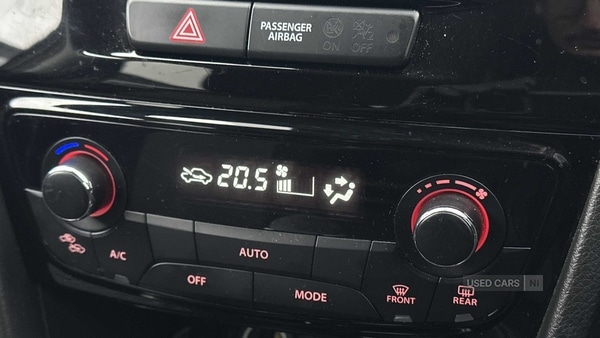 PASSENGER
AIRBAG
ON OFF
20.5
A/C
AUTO
OFF
MODE
FRONT
REAR
USED CARS NI